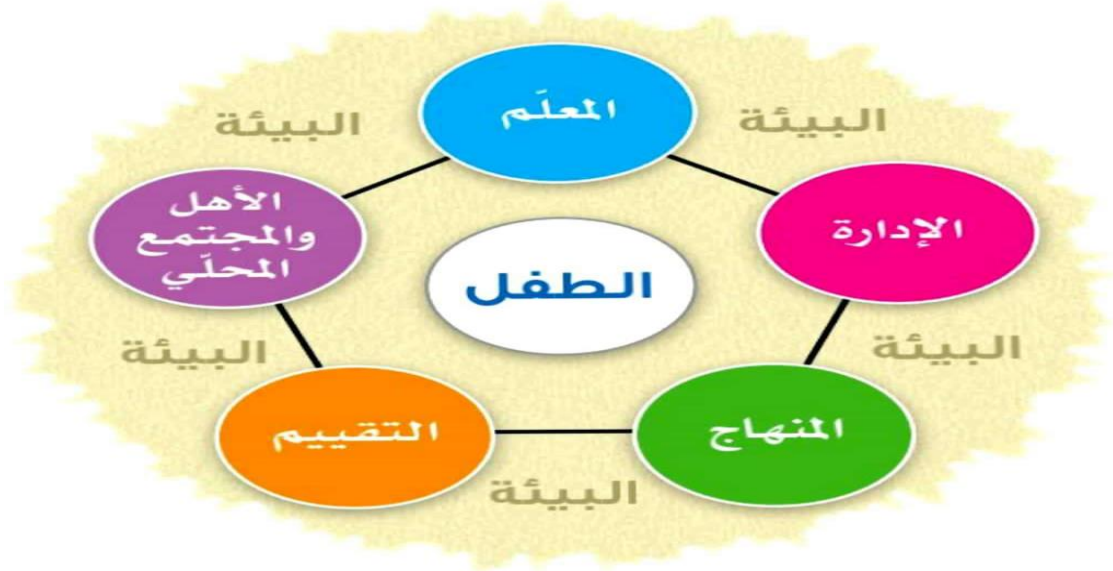 المعلّم
البيئة
البيئة
الإدارة
الأهل
والمجتمع
المحلّي
الطفل
البيئة
البيئة
المنهاج
التقييم
البيئة